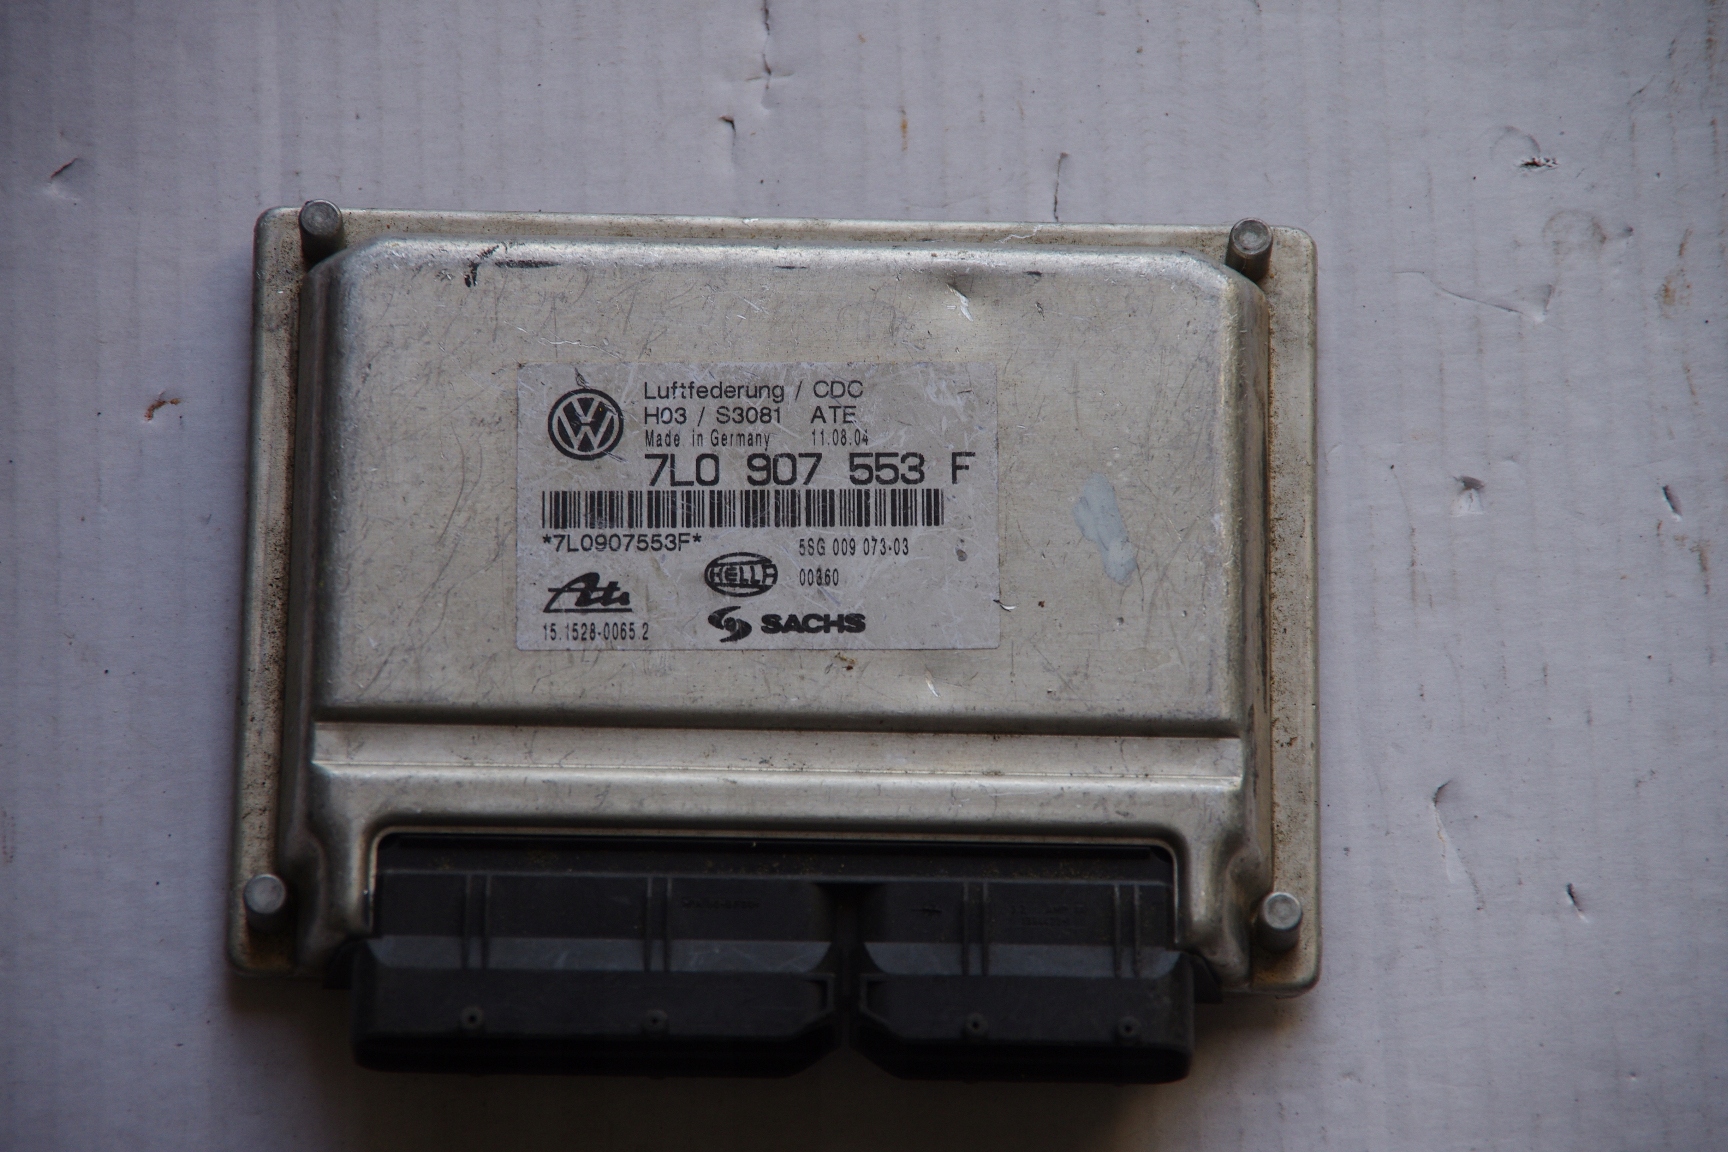 Luftfederung / CDC
H03 / S3081 ATE
Made in Germany 11.08.04
7L0 907 553 F
*7L0907553F*
5SG 009 073-03
HELLA
00360
Ate
SACHS
15.1528-0065.2